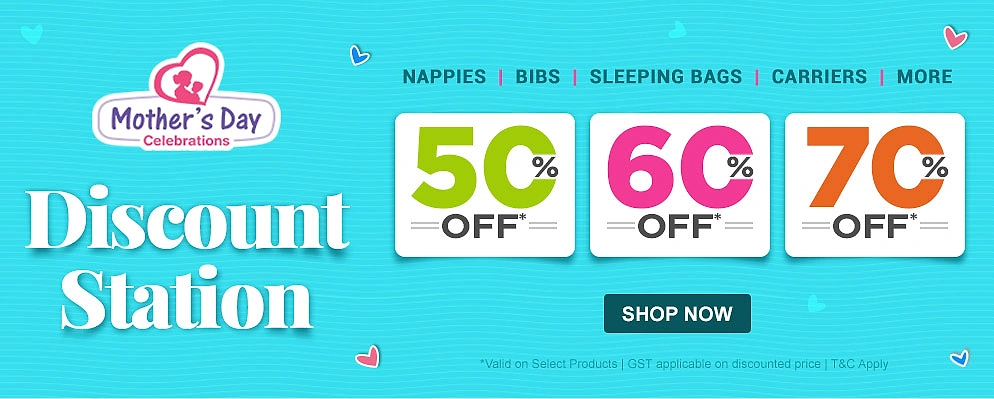 Mother's Day
Celebrations
Discount
Station
NAPPIES | BIBS | SLEEPING BAGS | CARRIERS | MORE
50% OFF*
60% OFF*
70% OFF*
SHOP NOW
*Valid on Select Products | GST applicable on discounted price | T&C Apply